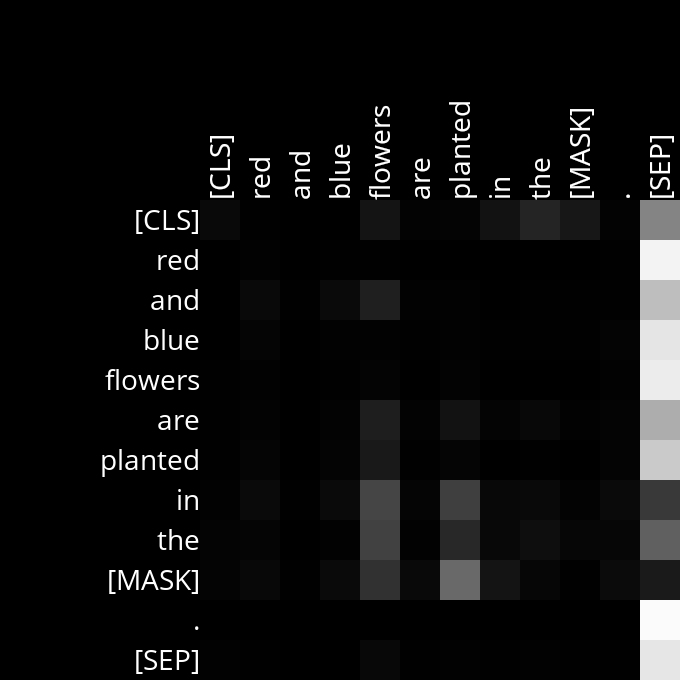 [CLS] red and blue flowers are planted in the [MASK] . [SEP]
[CLS]
red
and
blue
flowers
are
planted
in
the
[MASK]
.
[SEP]